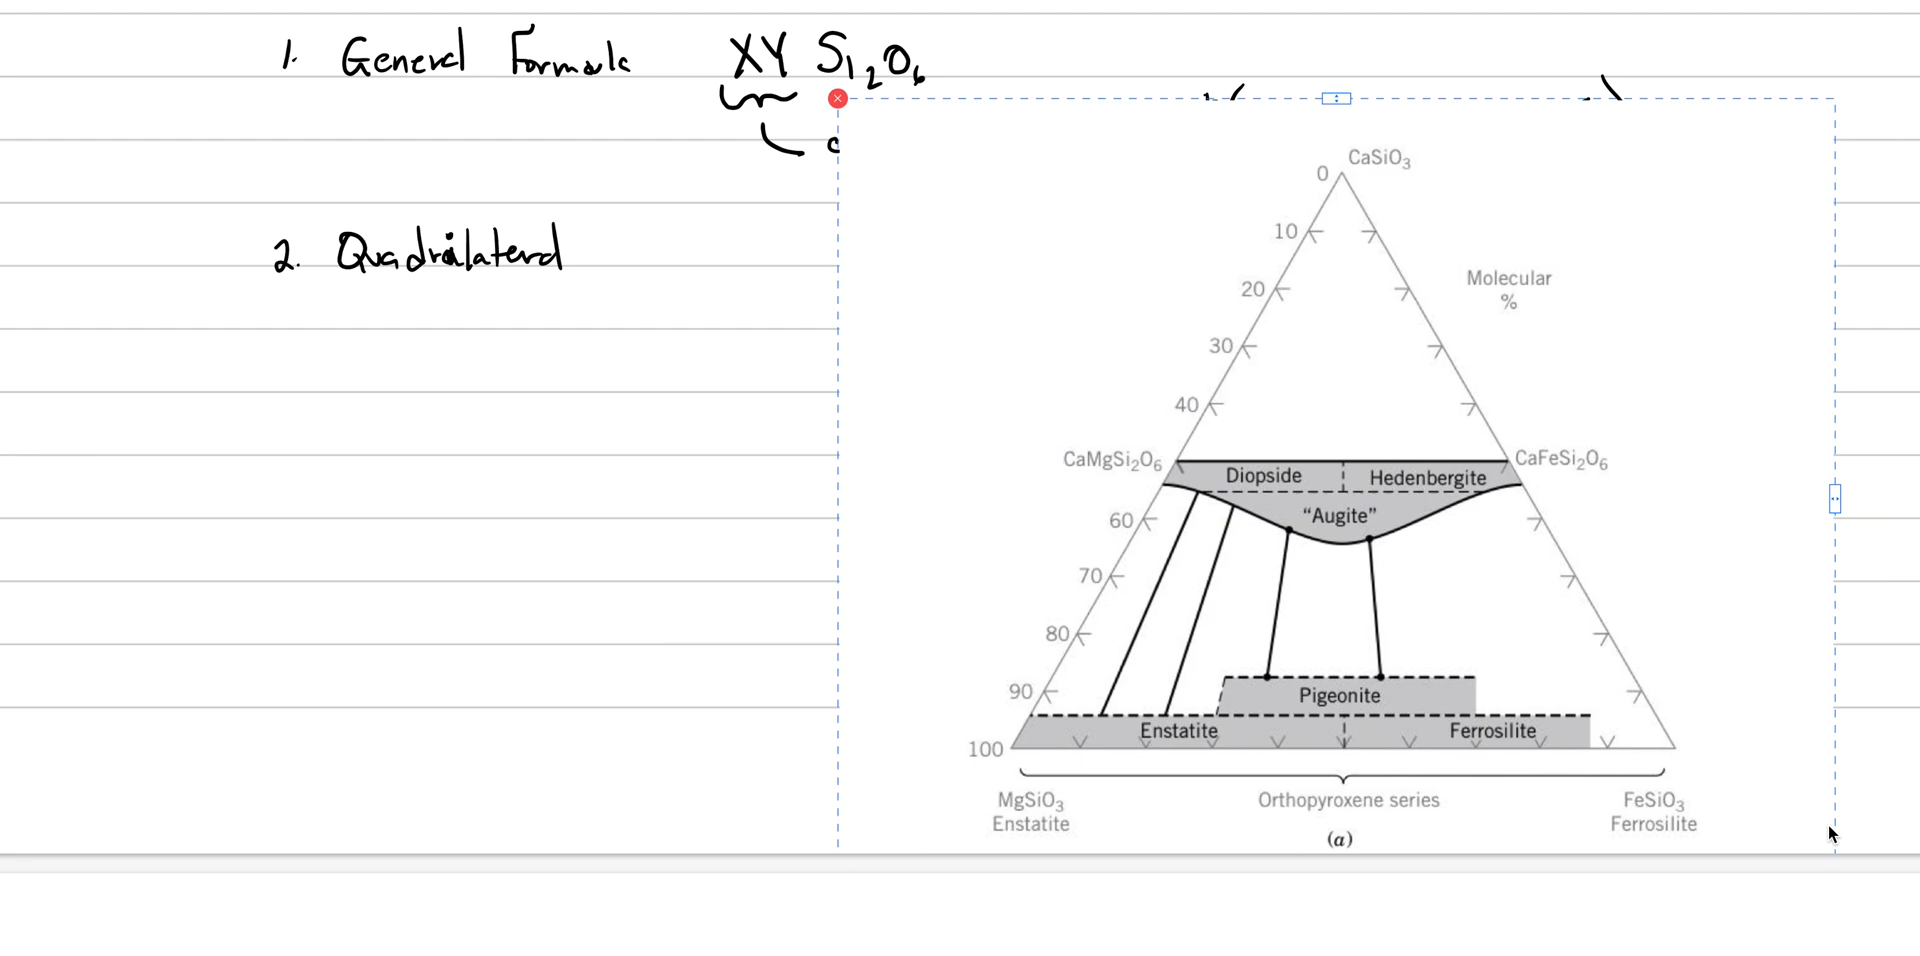 1. General Formula XY Si₂O₆
2. Quadrilateral
CaSiO₃
0
10
20
Molecular
%
30
40
CaMgSi₂O₆
CaFeSi₂O₆
Diopside
Hedenbergite
“Augite”
60
70
80
90
Pigeonite
Enstatite
Ferrosilite
100
MgSiO₃
Enstatite
Orthopyroxene series
FeSiO₃
Ferrosilite
(a)